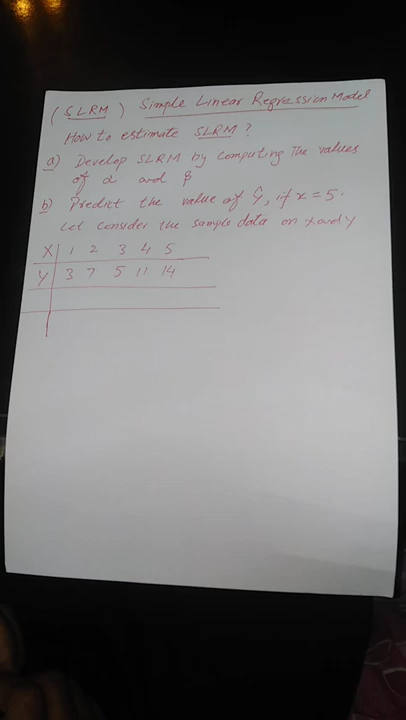 (SLRM) Simple Linear Regression Model
How to estimate SLRM?
a) Develop SLRM by computing The values
of α and β
b) Predict the value of ŷ, if x = 5.
Let Consider the sample data on x and y
X 1 2 3 4 5
Y 3 7 5 11 14